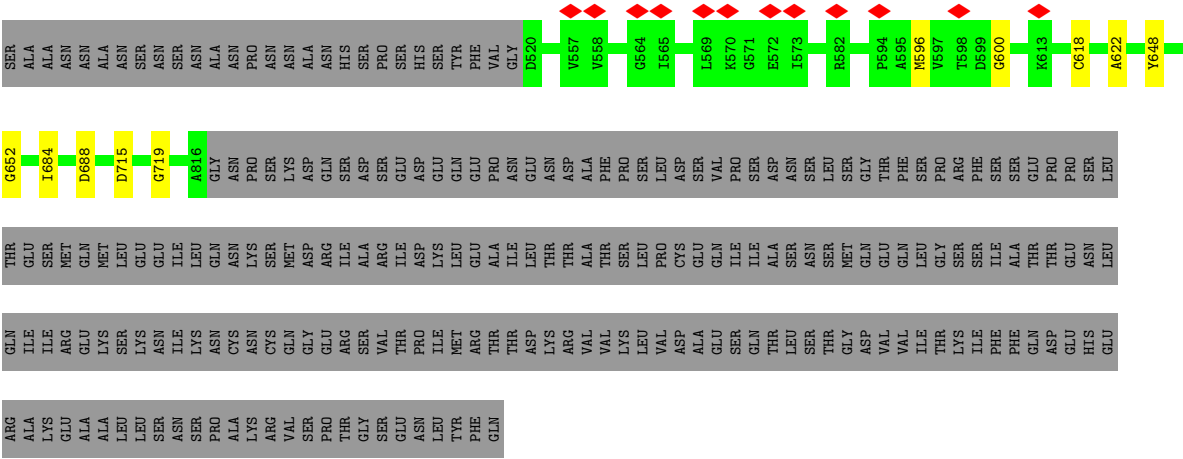 SER ALA ALA ASN ASN ALA ASN SER ASN SER ASN ALA ASN PRO ASN ASN ALA ASN HIS SER PRO SER HIS SER TYR PHE VAL GLY D520 V557 V558 G564 I565 L569 K570 G571 E572 I573 R582 P594 A595 M596 V597 T598 D599 G600 K613 C618 A622 Y648
G652 I684 D688 D715 G719 A816 GLY ASN PRO SER LYS ASP GLN SER ASP SER GLU ASP GLU GLN GLU PRO ASN GLU ASN ASP ALA PHE PRO SER LEU ASP SER VAL PRO SER ASP ASN SER LEU SER GLY THR PHE SER PRO ARG PHE SER SER GLU PRO PRO SER LEU
THR GLU SER MET GLN MET LEU GLU GLU ILE LEU GLN ASN LYS SER MET ASP ARG ILE ALA ARG ILE ASP LYS LEU GLU ALA ILE LEU THR THR ALA THR SER LEU PRO CYS GLU GLN ILE ILE ALA SER ASN SER MET GLN GLU GLN LEU GLY SER SER ILE ALA THR THR GLU ASN LEU
GLN ILE ILE ARG GLU LYS SER LYS ASN ILE LYS ASN CYS ASN CYS GLN GLY GLU ARG SER VAL THR PRO ILE MET ARG THR THR ASP LYS ARG VAL VAL LYS LEU VAL ASP ALA GLU SER GLN THR LEU SER THR GLY ASP VAL VAL ILE THR LYS ILE PHE PHE GLN ASP GLU HIS GLU
ARG ALA LYS GLU ALA ALA LEU LEU SER ASN SER PRO ALA LYS ARG VAL SER PRO THR GLY SER GLU ASN LEU TYR PHE GLN